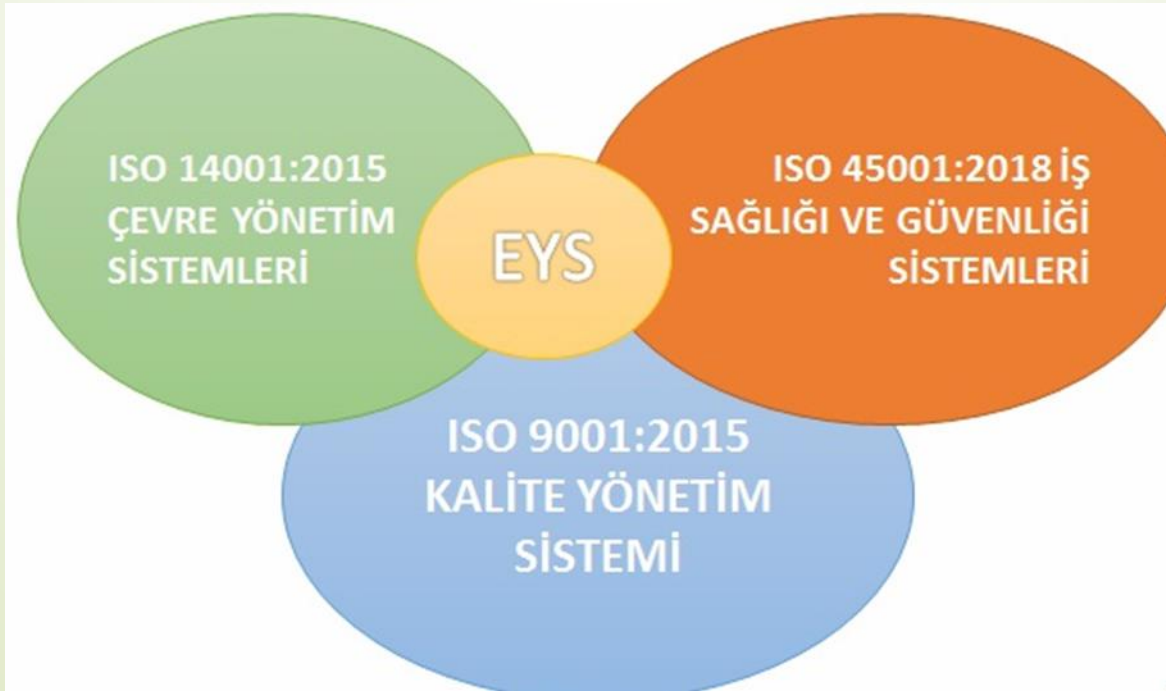 ISO 14001:2015
ÇEVRE YÖNETİM
SİSTEMLERİ
EYS
ISO 45001:2018 İŞ
SAĞLIĞI VE GÜVENLİĞİ
SİSTEMLERİ
ISO 9001:2015
KALİTE YÖNETİM
SİSTEMİ